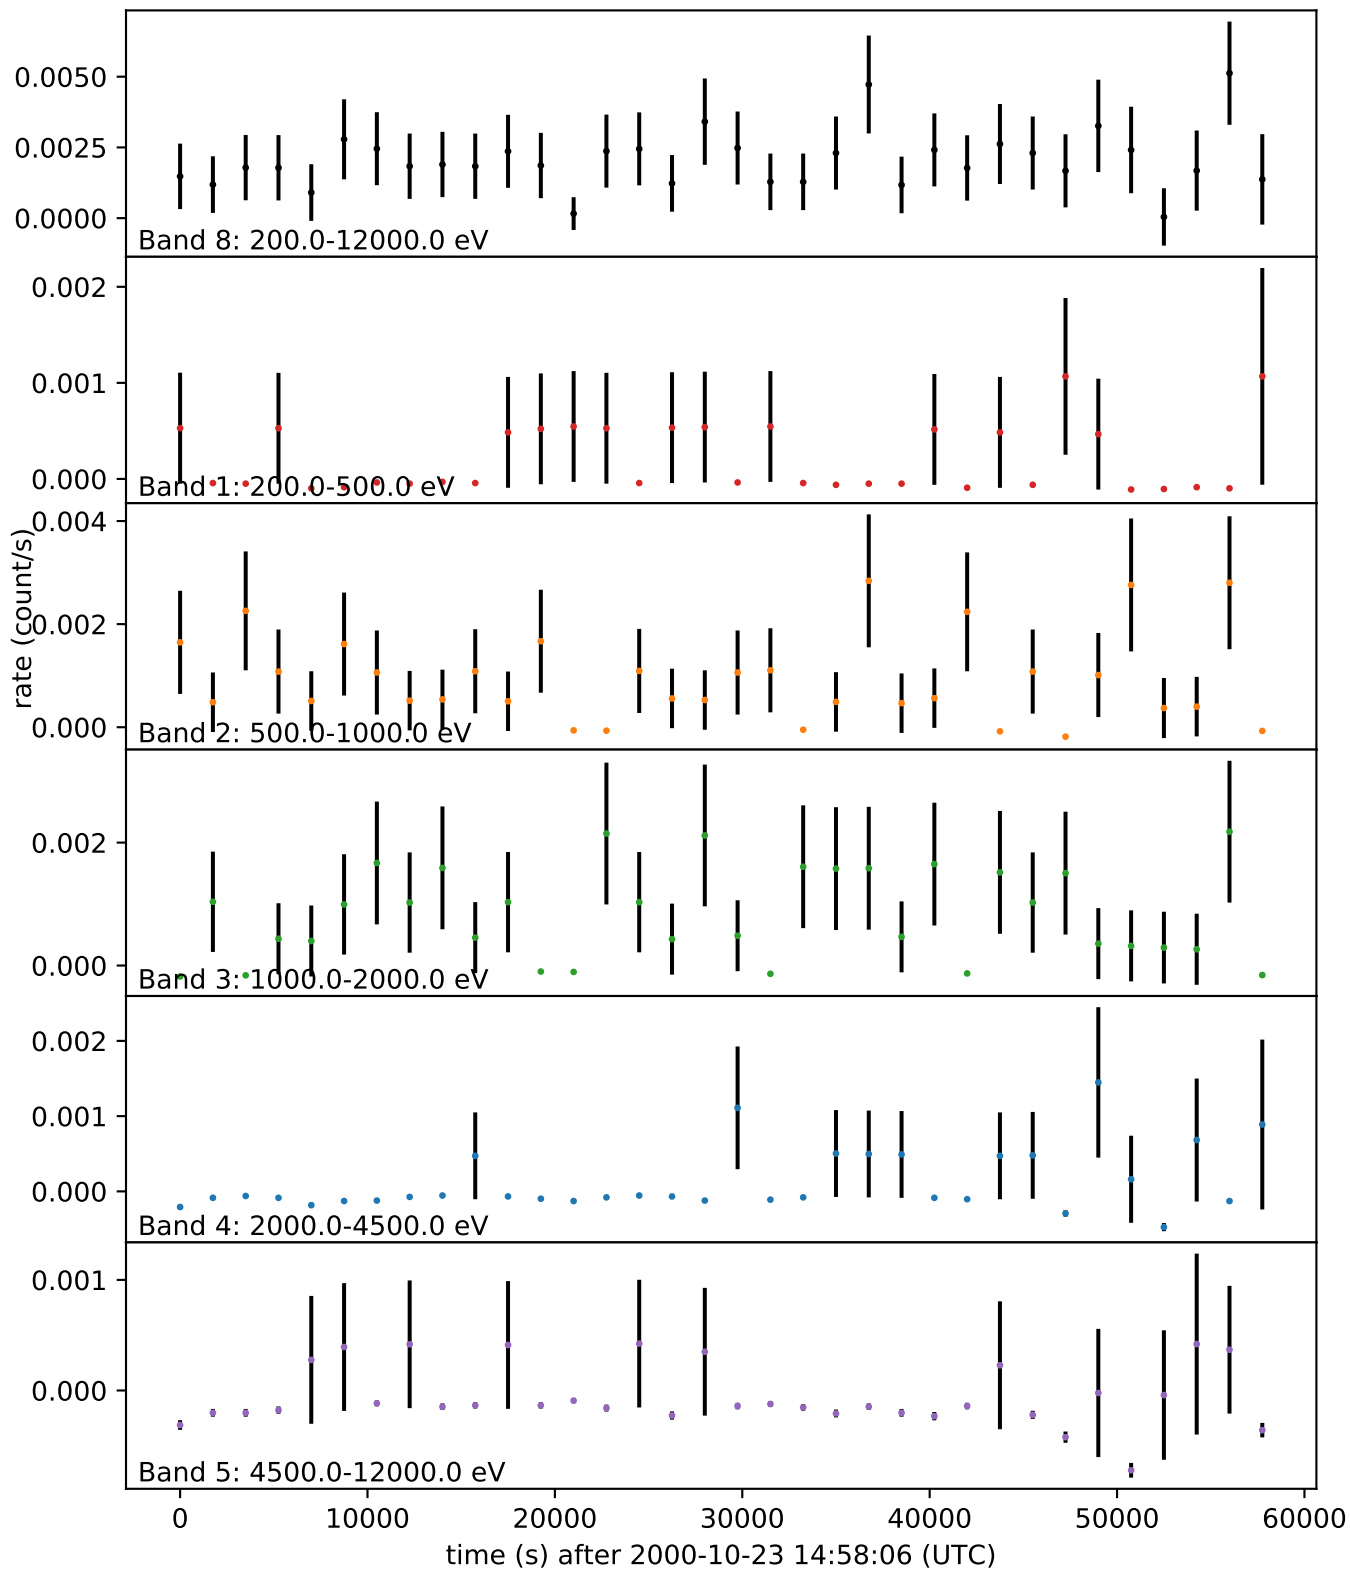 0.0050
0.0025
0.0000
Band 8: 200.0-12000.0 eV
0.002
0.001
0.000
Band 1: 200.0-500.0 eV
rate (count/s)
0.004
0.002
0.000
Band 2: 500.0-1000.0 eV
0.002
0.000
Band 3: 1000.0-2000.0 eV
0.002
0.001
0.000
Band 4: 2000.0-4500.0 eV
0.001
0.000
Band 5: 4500.0-12000.0 eV
0 10000 20000 30000 40000 50000 60000
time (s) after 2000-10-23 14:58:06 (UTC)